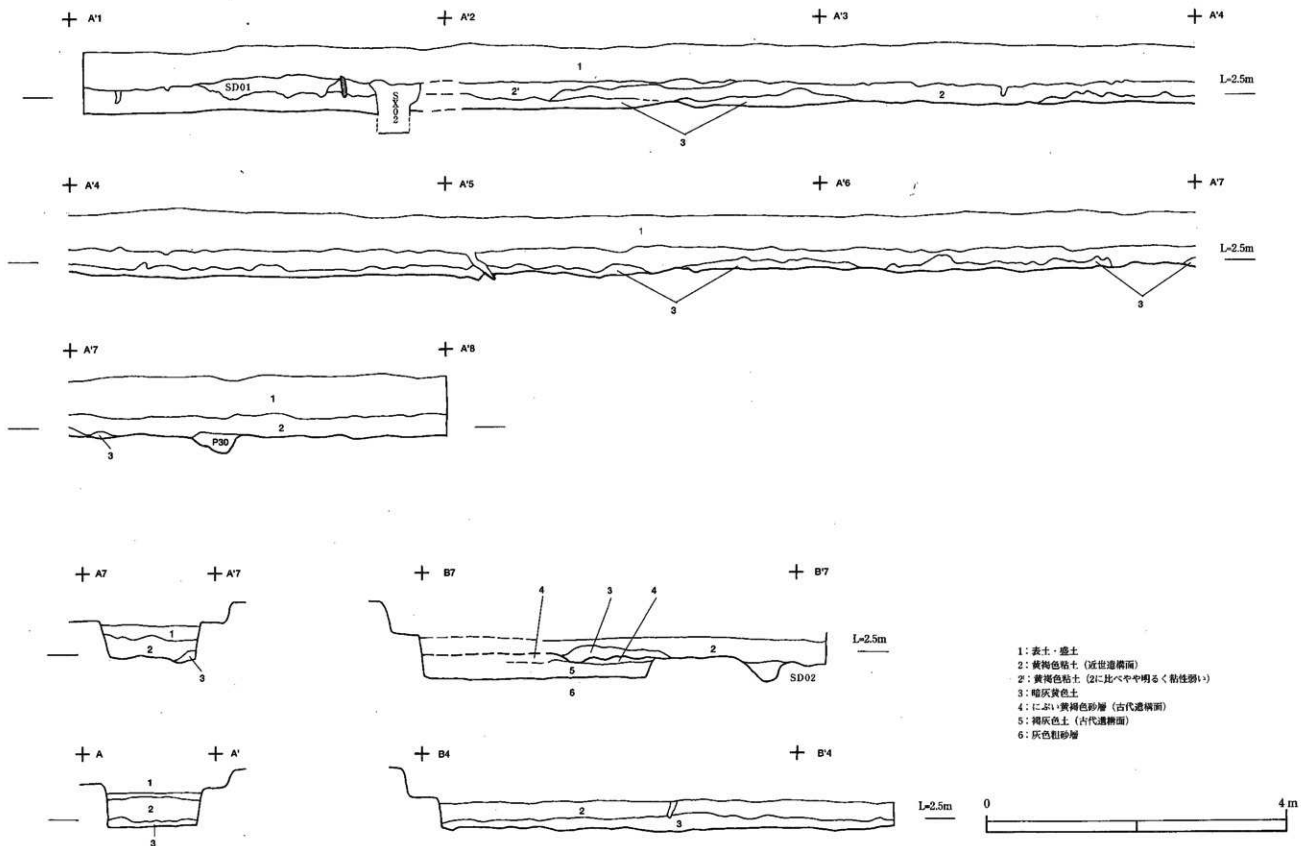 A'1 A'2 A'3 A'4
1
L=2.5m
SD01
SE02
2'
2
3
A'4 A'5 A'6 A'7
1
L=2.5m
3
3
A'7 A'8
1
2
P30
3
A7 A'7
1
2
3
B7 B'7
4 3 4
L=2.5m
2
5
6
SD02
1：表土・盛土
2：黄褐色粘土（近世遺構面）
2'：黄褐色粘土（2に比べやや明るく粘性弱い）
3：暗灰黄色土
4：にぶい黄褐色砂層（古代遺構面）
5：褐灰色土（古代遺構面）
6：灰色粗砂層
A A'
1
2
3
B4 B'4
2
3
L=2.5m
0 4 m